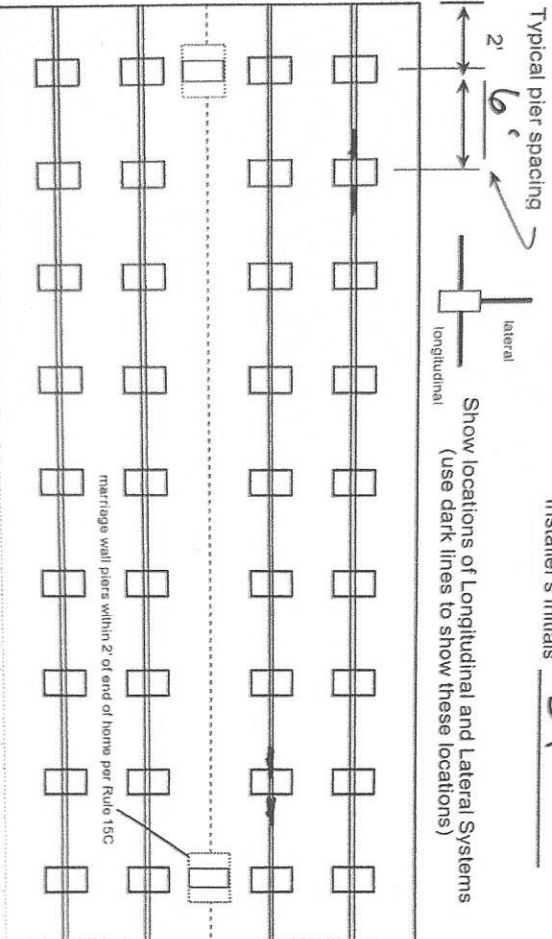 Installer's Initials
Typical pier spacing
2'
6'
lateral
longitudinal
Show locations of Longitudinal and Lateral Systems
(use dark lines to show these locations)
marriage wall piers within 2' of end of home per Rule 15C